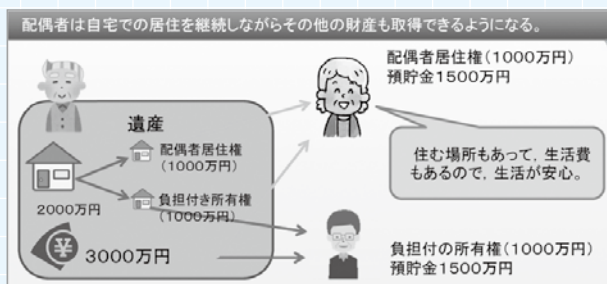 配偶者は自宅での居住を継続しながらその他の財産も取得できるようになる。
配偶者居住権（1000万円）
預貯金1500万円
遺産
配偶者居住権
（1000万円）
負担付き所有権
（1000万円）
2000万円
¥
3000万円
住む場所もあって，生活費
もあるので，生活が安心。
負担付の所有権（1000万円）
預貯金1500万円